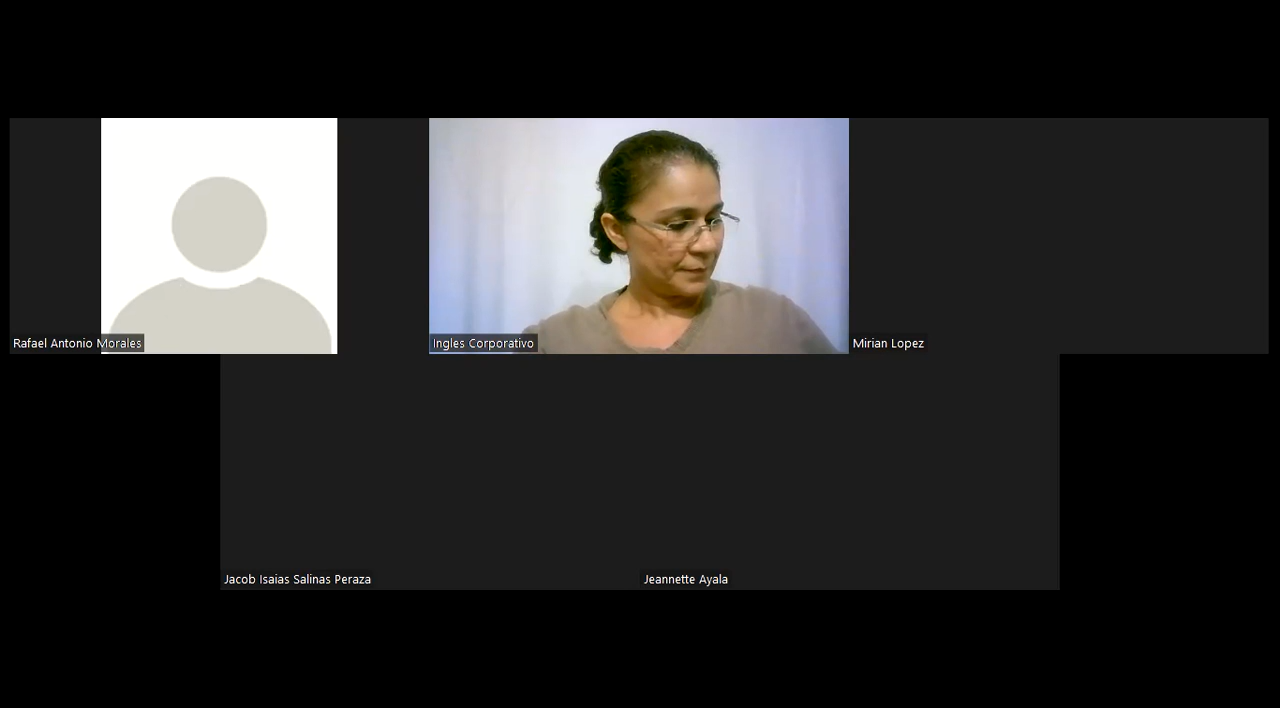 Rafael Antonio Morales
Ingles Corporativo
Mirian Lopez
Jacob Isaias Salinas Peraza
Jeannette Ayala